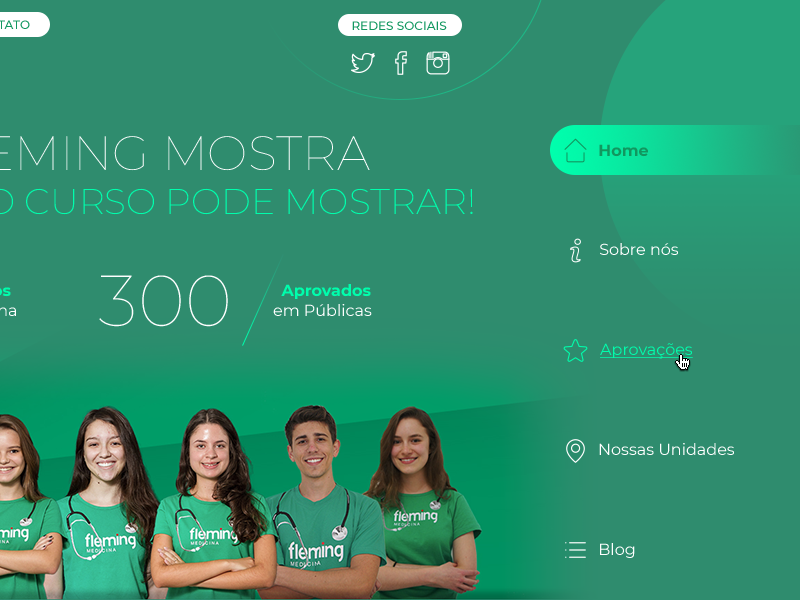 TATO
REDES SOCIAIS
EMING MOSTRA
O CURSO PODE MOSTRAR!
os
na
300
Aprovados
em Públicas
Home
Sobre nós
Aprovações
Nossas Unidades
Blog
fleming
fleming
MEDICINA
fleming
MEDICINA
fleming
MEDICINA
fleming
MEDICINA